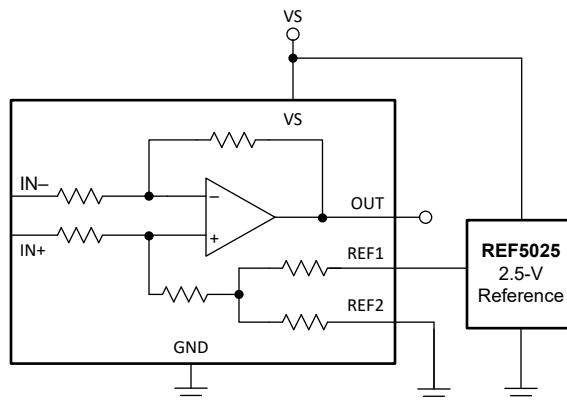 VS
VS
IN–
–
OUT
IN+
+
REF1
REF5025
2.5-V
Reference
REF2
GND